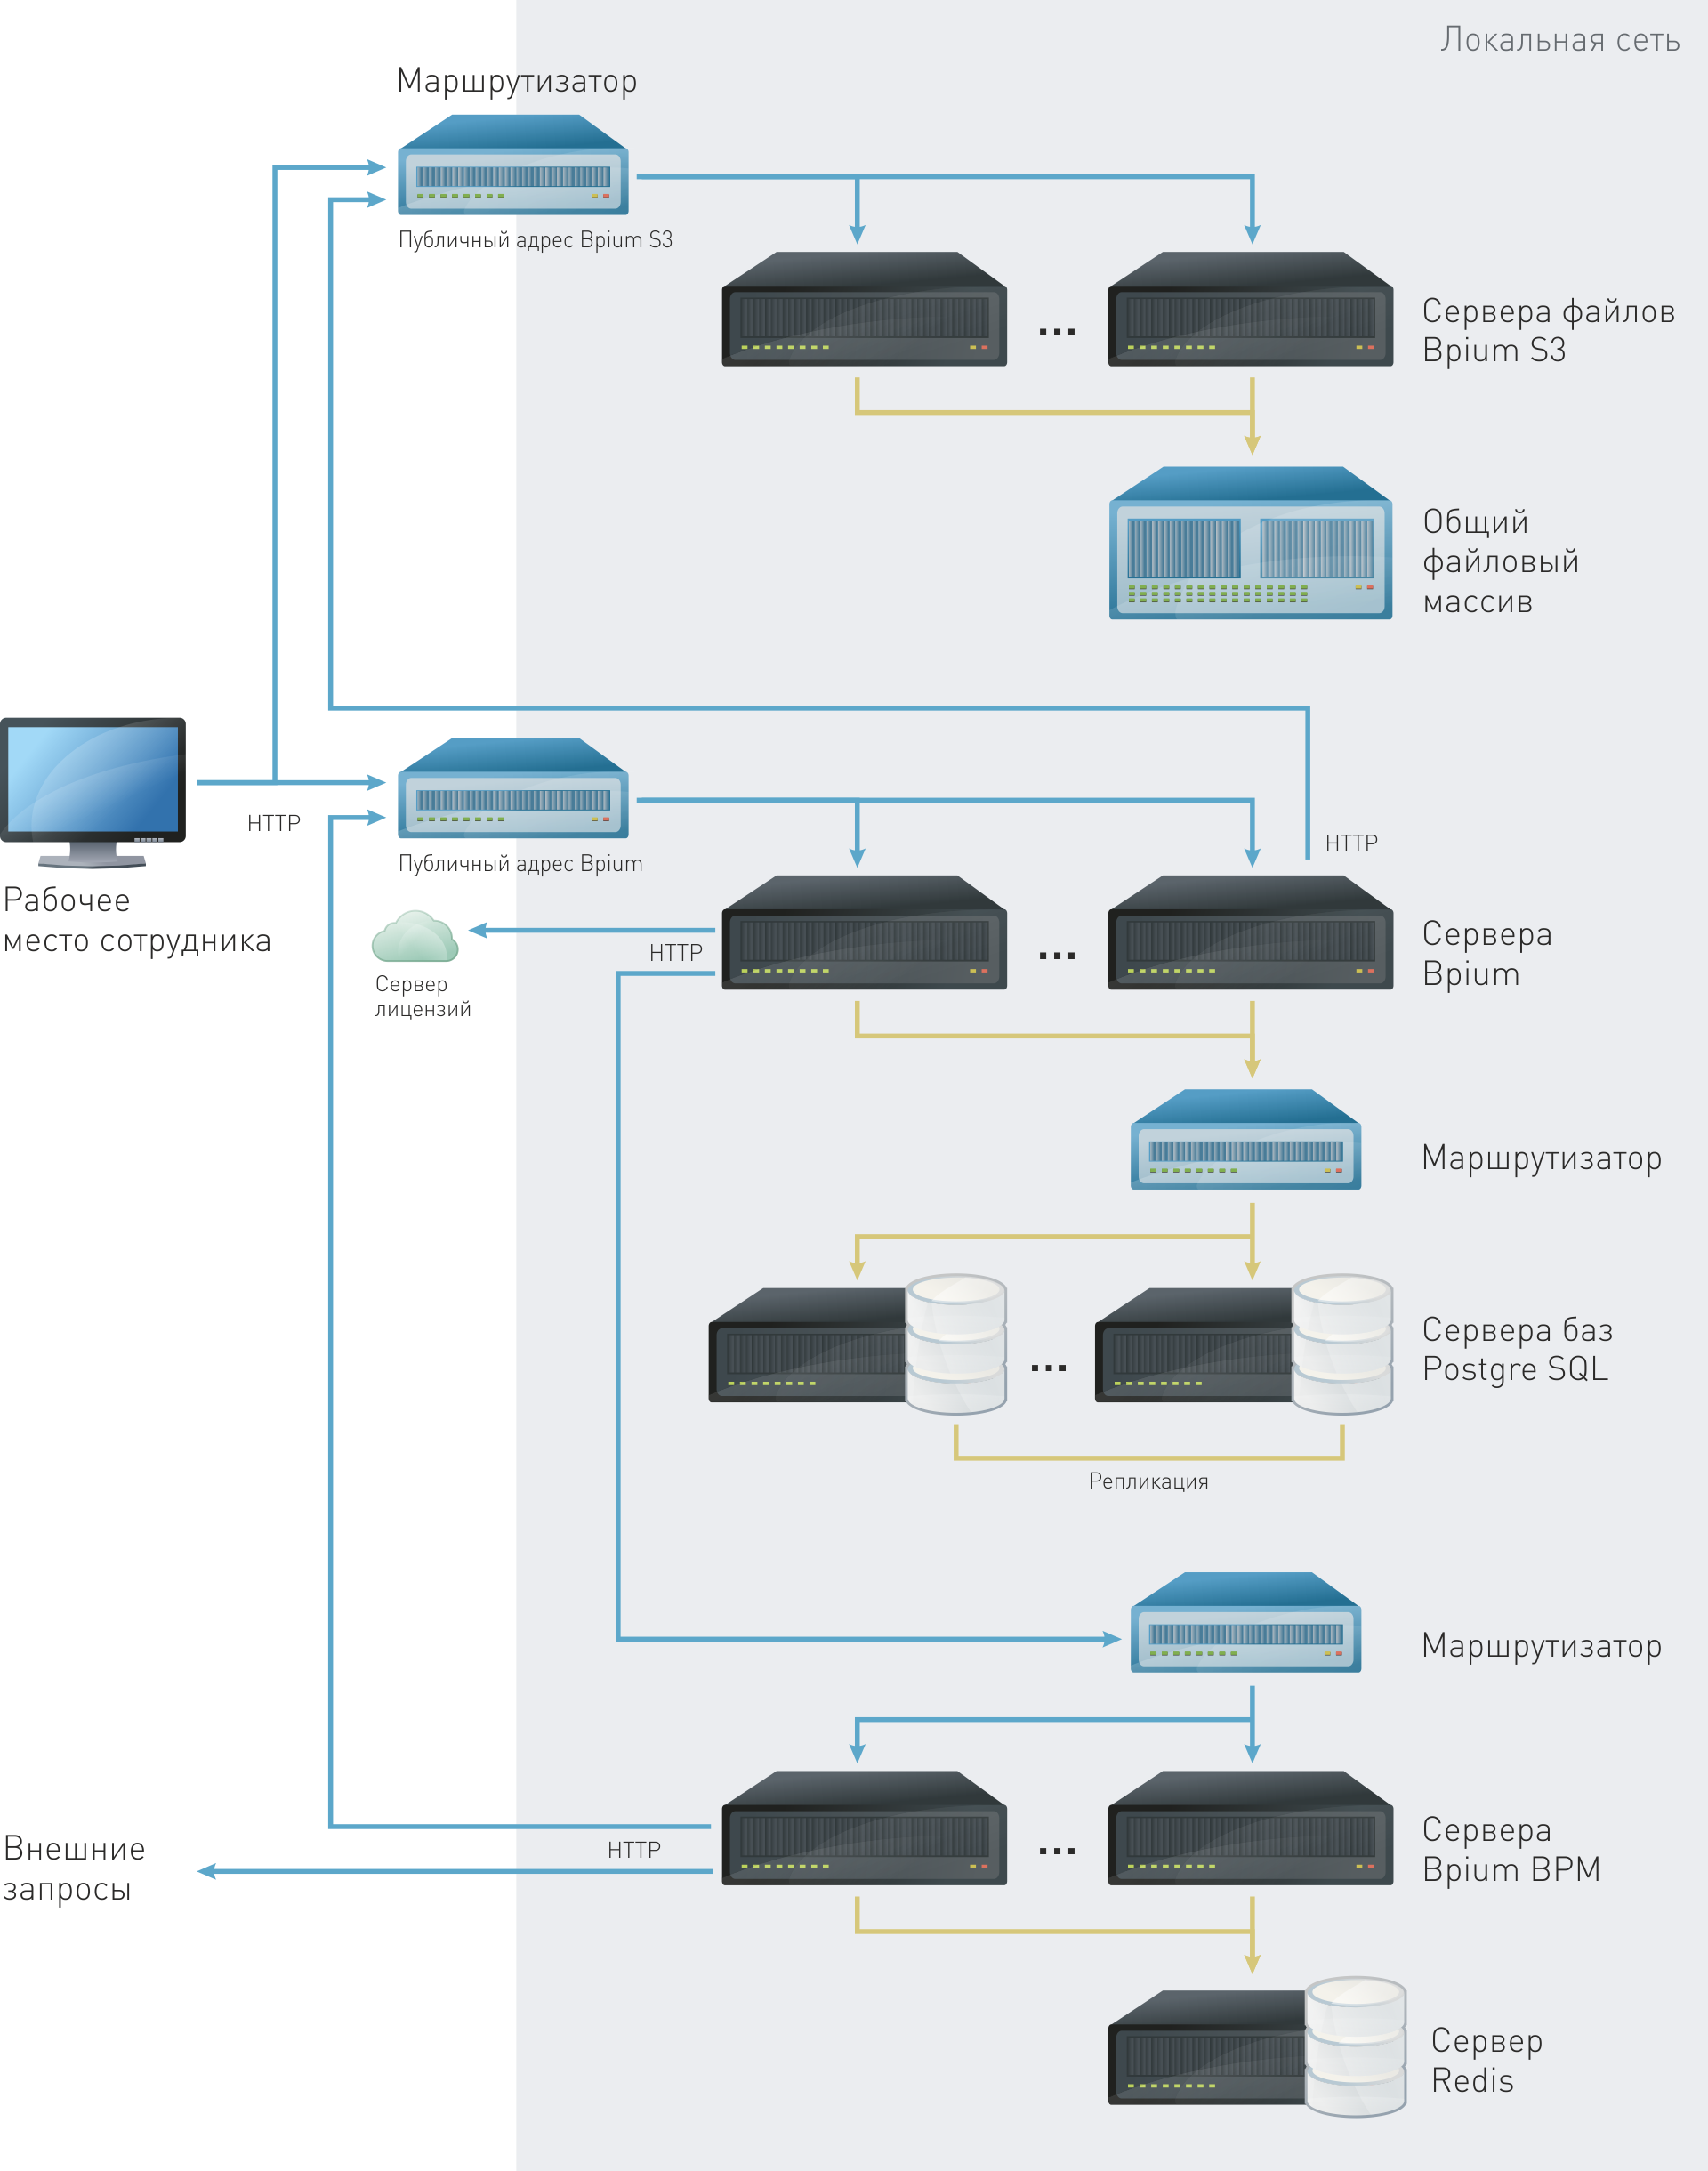 Локальная сеть
Маршрутизатор
Публичный адрес Bpium S3
Сервера файлов
Bpium S3
Общий
файловый
массив
HTTP
Рабочее
место сотрудника
Публичный адрес Bpium
HTTP
Сервер
лицензий
HTTP
Сервера
Bpium
Маршрутизатор
Сервера баз
Postgre SQL
Репликация
Маршрутизатор
Внешние
запросы
HTTP
Сервера
Bpium BPM
Сервер
Redis